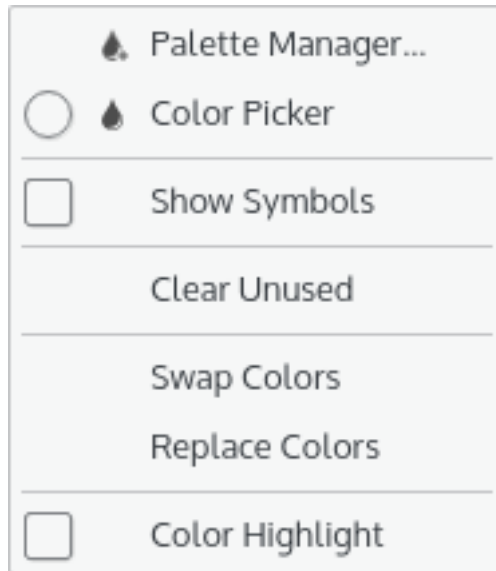 Palette Manager...
Color Picker
Show Symbols
Clear Unused
Swap Colors
Replace Colors
Color Highlight